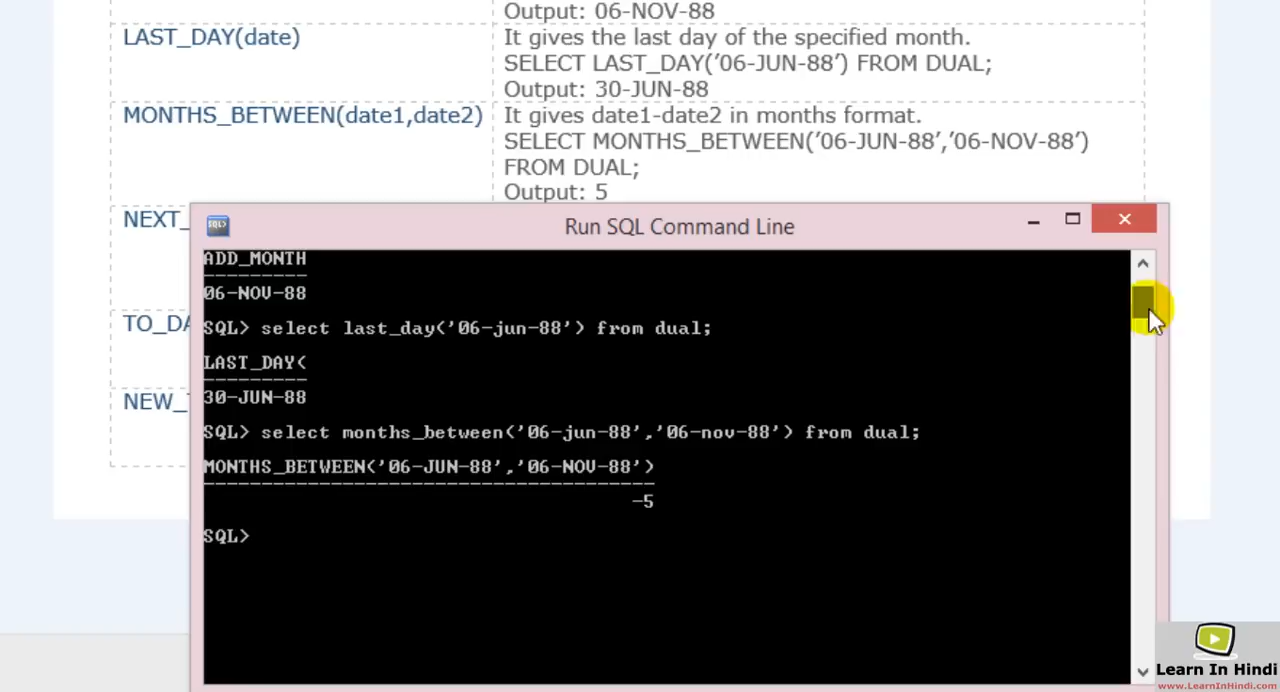 Output: 06-NOV-88
LAST_DAY(date)
It gives the last day of the specified month.
SELECT LAST_DAY(’06-JUN-88′) FROM DUAL;
Output: 30-JUN-88
MONTHS_BETWEEN(date1,date2)
It gives date1-date2 in months format.
SELECT MONTHS_BETWEEN(’06-JUN-88′,’06-NOV-88′)
FROM DUAL;
Output: 5
NEXT_
TO_DA
NEW_
SQL>
Run SQL Command Line
ADD_MONTH
---------
06-NOV-88
SQL> select last_day('06-jun-88') from dual;
LAST_DAY(
---------
30-JUN-88
SQL> select months_between('06-jun-88','06-nov-88') from dual;
MONTHS_BETWEEN('06-JUN-88','06-NOV-88')
---------------------------------------
-5
SQL>
Learn In Hindi
www.LearnInHindi.com